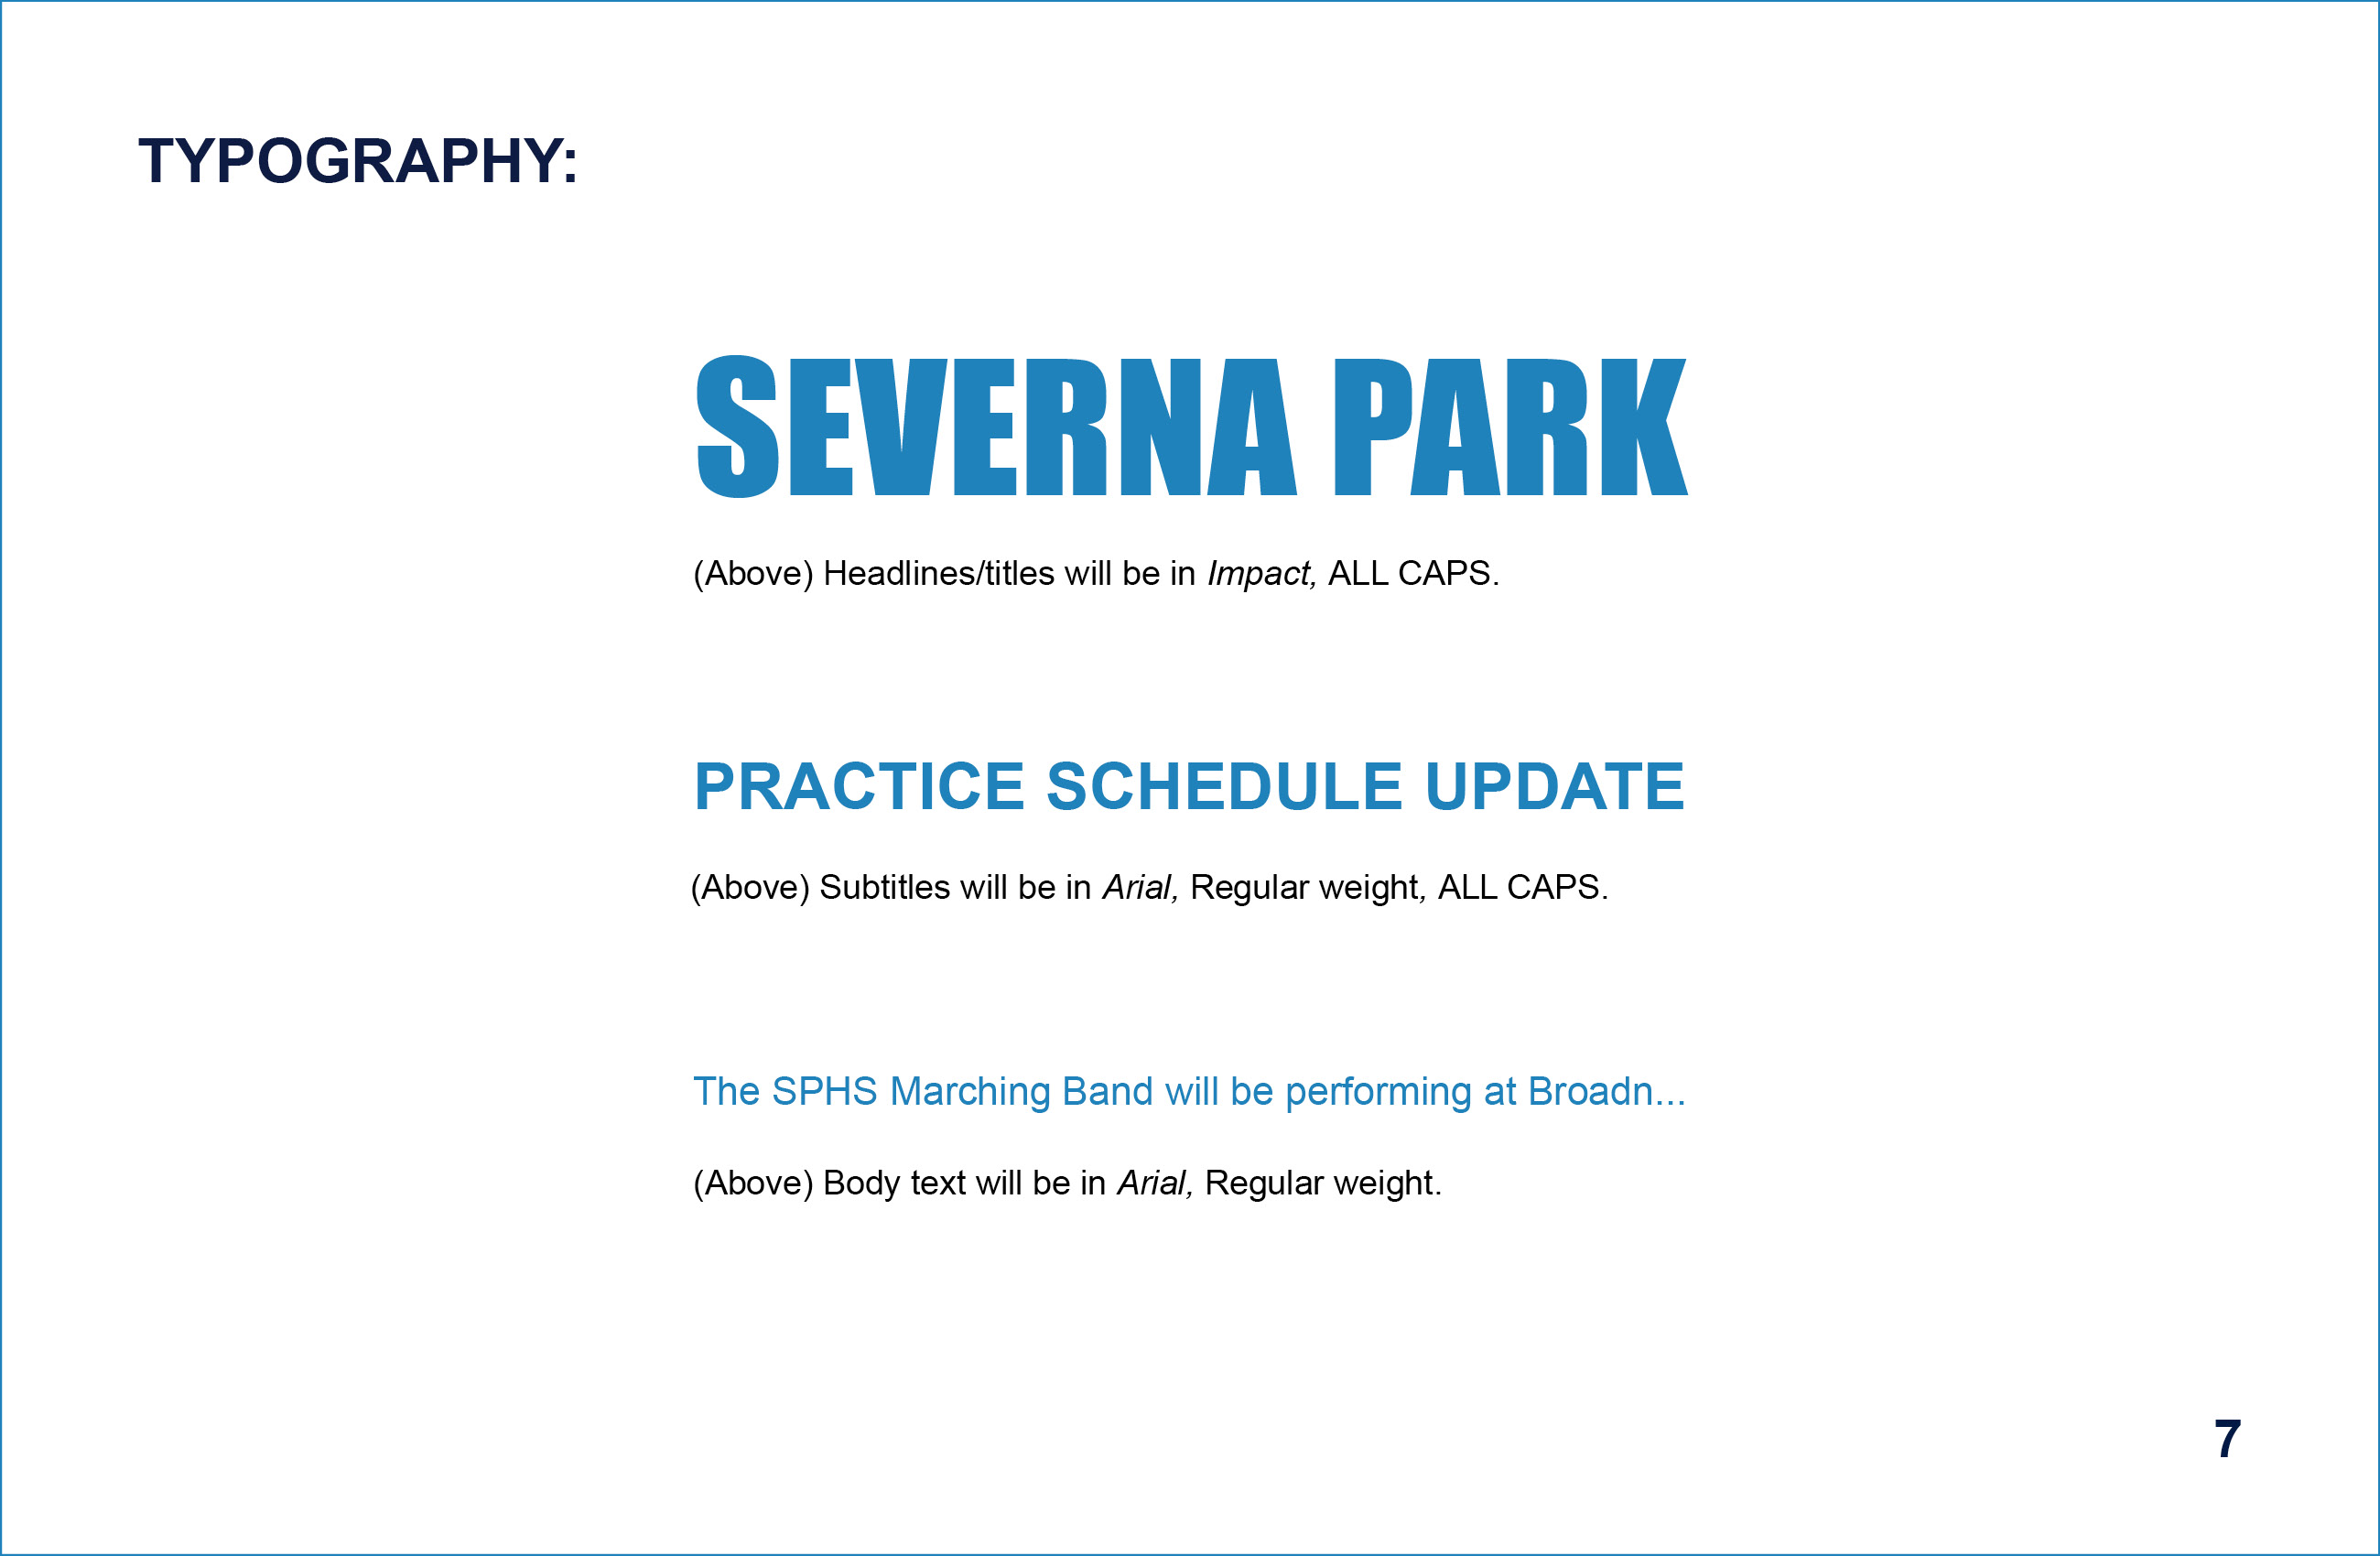 TYPOGRAPHY:
SEVERNA PARK
(Above) Headlines/titles will be in Impact, ALL CAPS.
PRACTICE SCHEDULE UPDATE
(Above) Subtitles will be in Arial, Regular weight, ALL CAPS.
The SPHS Marching Band will be performing at Broadn...
(Above) Body text will be in Arial, Regular weight.
7